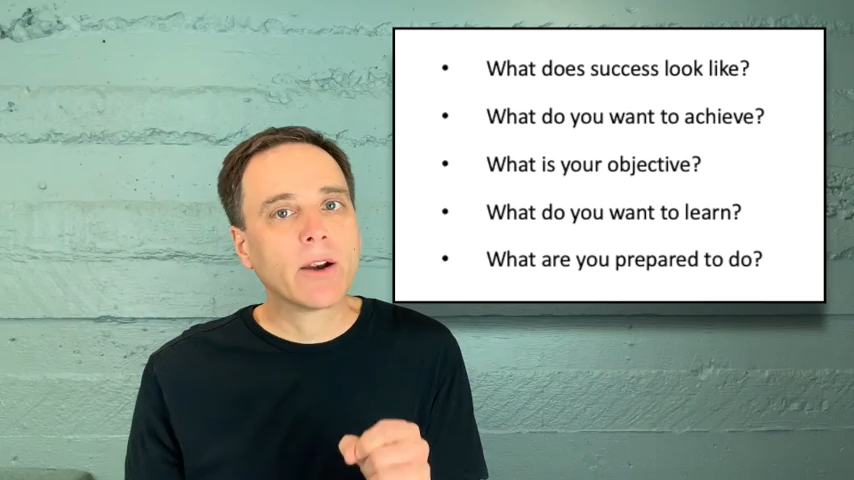 • What does success look like?
• What do you want to achieve?
• What is your objective?
• What do you want to learn?
• What are you prepared to do?